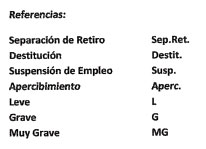 Referencias:
Separación de Retiro Sep.Ret.
Destitución Destit.
Suspensión de Empleo Susp.
Apercibimiento Aperc.
Leve L
Grave G
Muy Grave MG